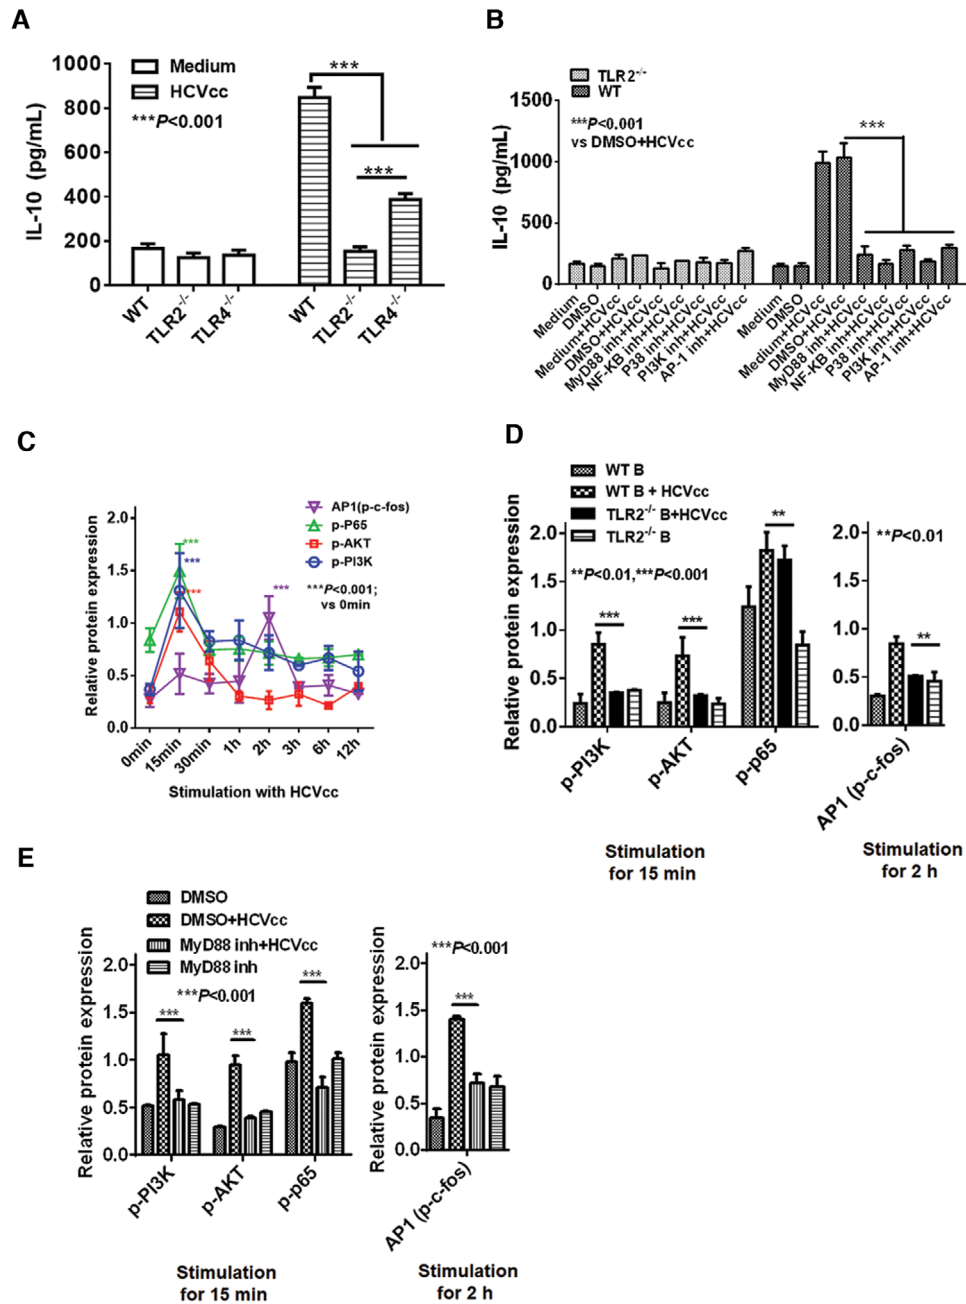 A
IL-10 (pg/mL)
1000
800
600
400
200
0
Medium
HCVcc
***P<0.001
***
***
WT
TLR2-/-
TLR4-/-
WT
TLR2-/-
TLR4-/-
B
IL-10 (pg/mL)
1500
1000
500
0
TLR2-/-
WT
***P<0.001
vs DMSO+HCVcc
***
Medium
DMSO
Medium+HCVcc
DMSO+HCVcc
MyD88 inh+HCVcc
NF-KB inh+HCVcc
P38 inh+HCVcc
PI3K inh+HCVcc
AP-1 inh+HCVcc
Medium
DMSO
Medium+HCVcc
DMSO+HCVcc
MyD88 inh+HCVcc
NF-KB inh+HCVcc
P38 inh+HCVcc
PI3K inh+HCVcc
AP-1 inh+HCVcc
C
Relative protein expression
2.0
1.5
1.0
0.5
0.0
AP1(p-c-fos)
p-P65
p-AKT
p-PI3K
***P<0.001;
vs 0min
***
***
***
***
0min
15min
30min
1h
2h
3h
6h
12h
Stimulation with HCVcc
D
WT B
WT B + HCVcc
TLR2-/- B+HCVcc
TLR2-/- B
Relative protein expression
2.0
1.5
1.0
0.5
0.0
**P<0.01,***P<0.001
***
***
**
p-PI3K
p-AKT
p-p65
Stimulation
for 15 min
2.0
1.5
1.0
0.5
0.0
**P<0.01
**
AP1 (p-c-fos)
Stimulation
for 2 h
E
DMSO
DMSO+HCVcc
MyD88 inh+HCVcc
MyD88 inh
Relative protein expression
2.0
1.5
1.0
0.5
0.0
***P<0.001
***
***
***
p-PI3K
p-AKT
p-p65
Stimulation
for 15 min
Relative protein expression
2.0
1.5
1.0
0.5
0.0
***P<0.001
***
AP1 (p-c-fos)
Stimulation
for 2 h